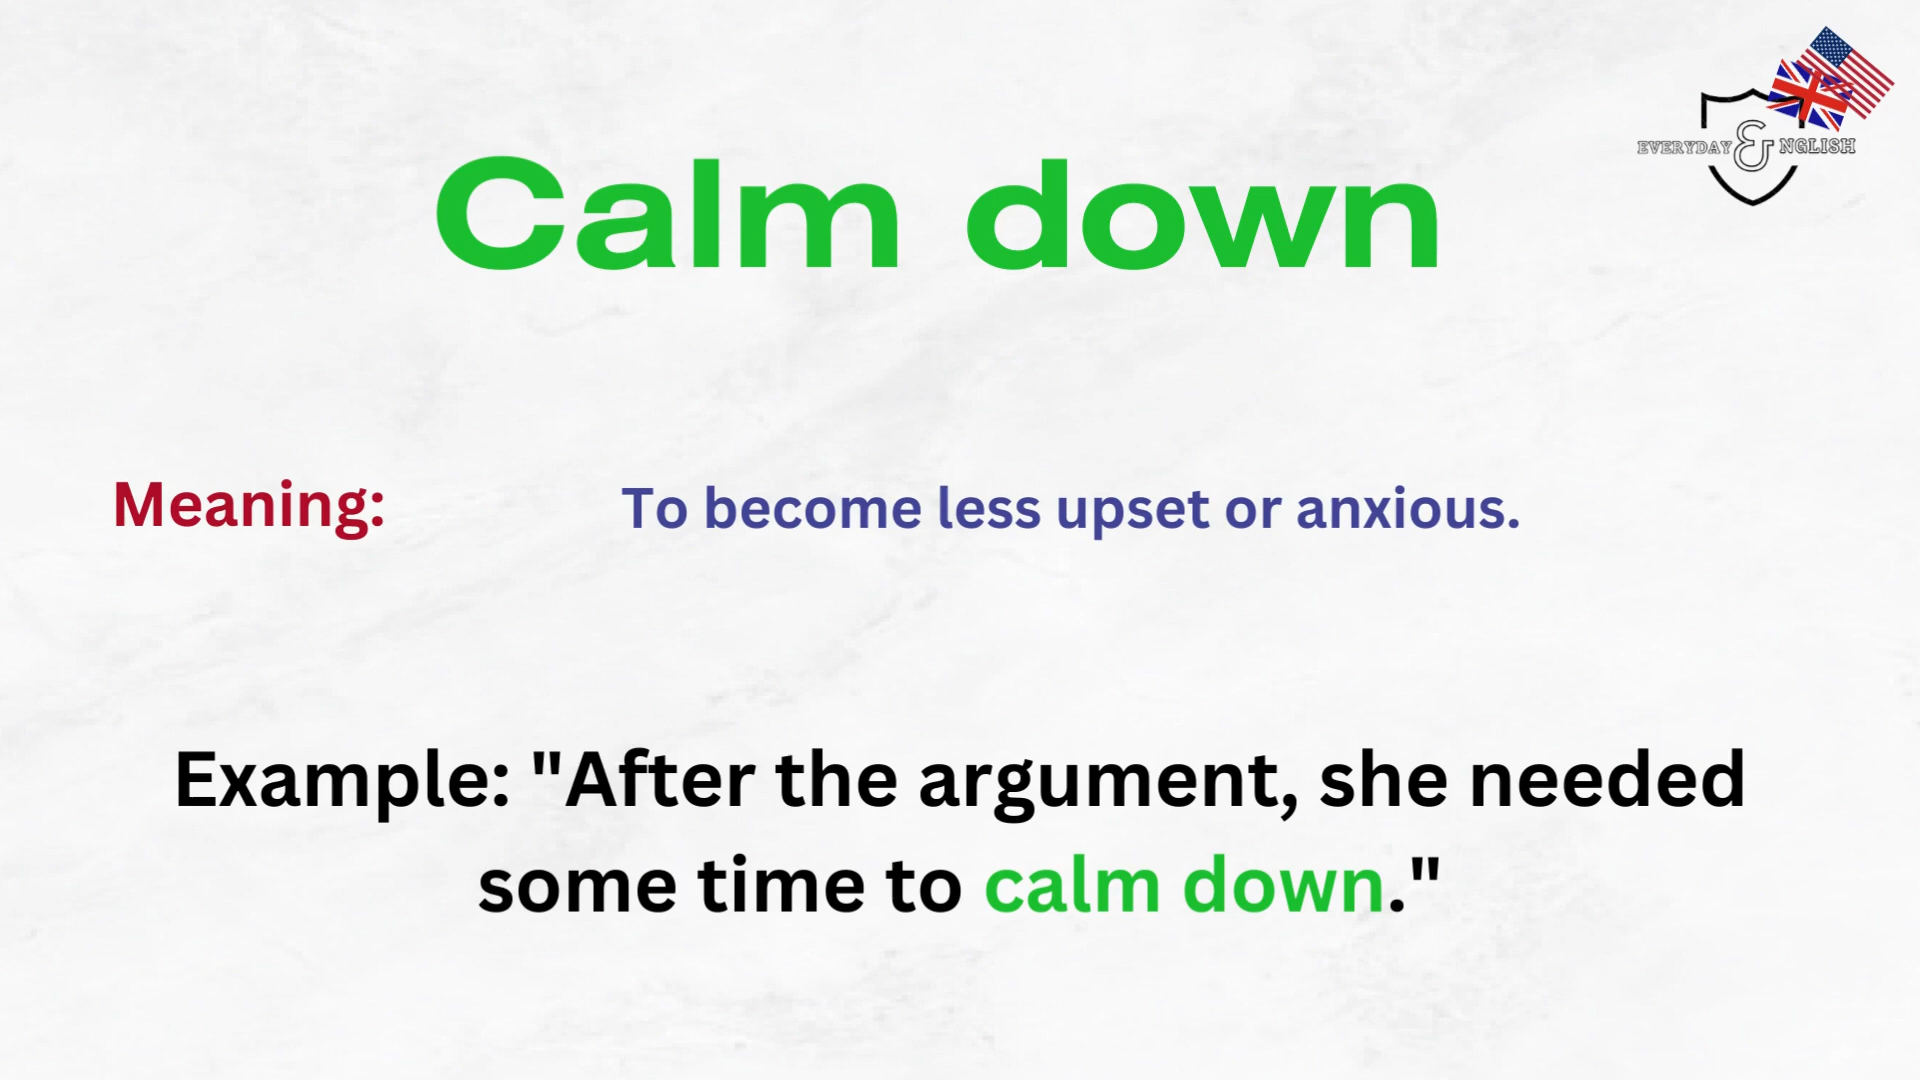 EVERYDAY & NGLISH
Calm down
Meaning:
To become less upset or anxious.
Example: "After the argument, she needed
some time to calm down."